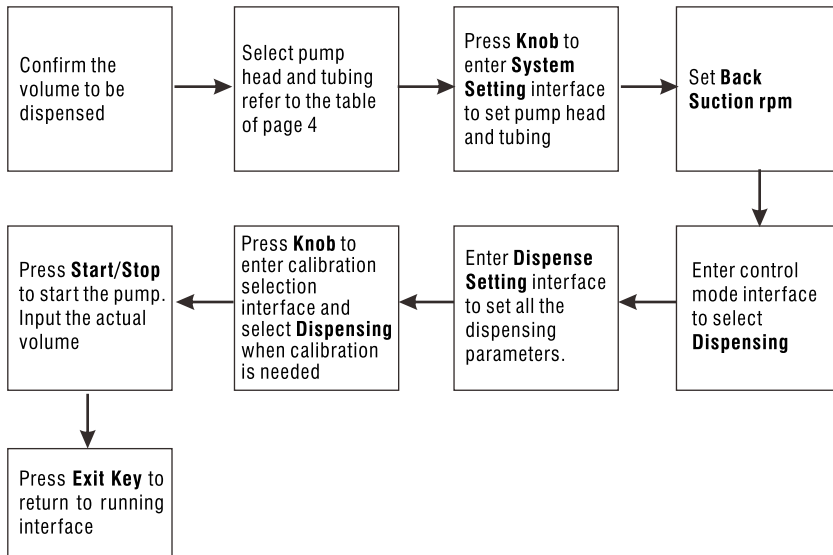 Confirm the
volume to be
dispensed
Select pump
head and tubing
refer to the table
of page 4
Press Knob to
enter System
Setting interface
to set pump head
and tubing
Set Back
Suction rpm
Enter control
mode interface
to select
Dispensing
Enter Dispense
Setting interface
to set all the
dispensing
parameters.
Press Knob to
enter calibration
selection
interface and
select Dispensing
when calibration
is needed
Press Start/Stop
to start the pump.
Input the actual
volume
Press Exit Key to
return to running
interface